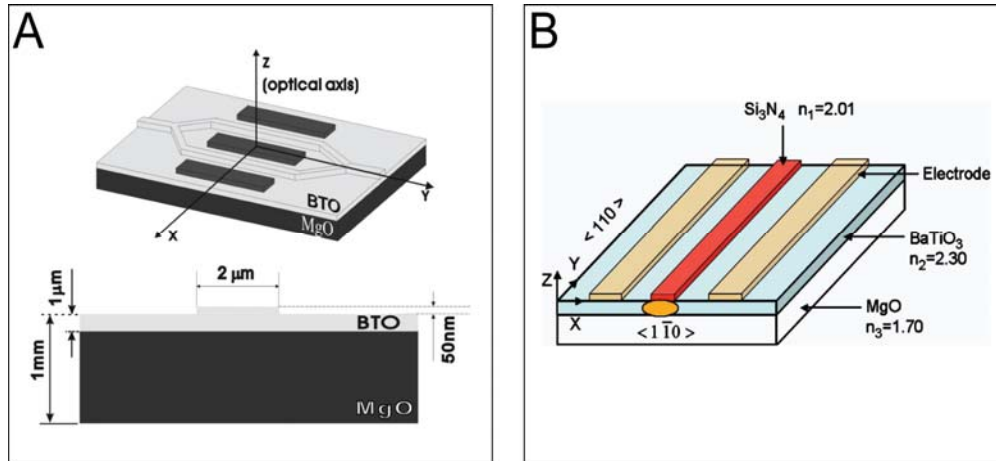 A
Z
(optical axis)
BTO
MgO
X
Y
2 μm
1μm
BTO
50nm
1mm
MgO
B
Si₃N₄ n₁=2.01
Electrode
< 110 >
BaTiO₃
n₂=2.30
Z
Y
X
MgO
n₃=1.70
< 1 1̄0 >